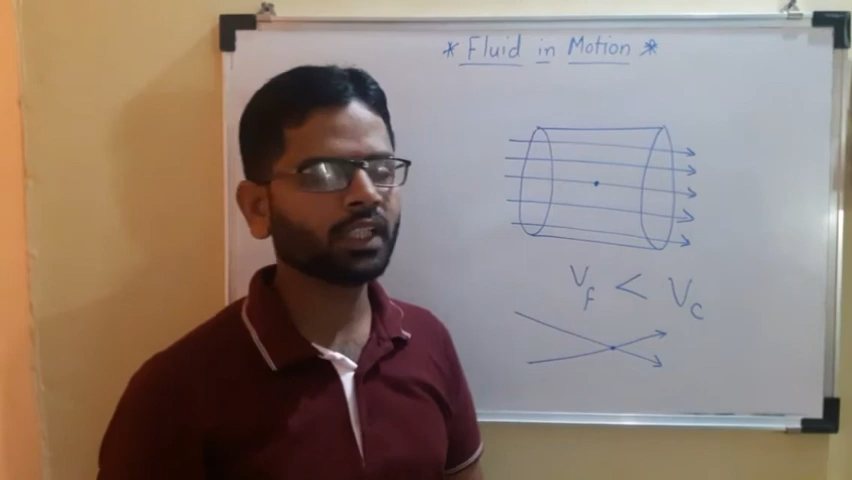 * Fluid in Motion *
Vf < Vc